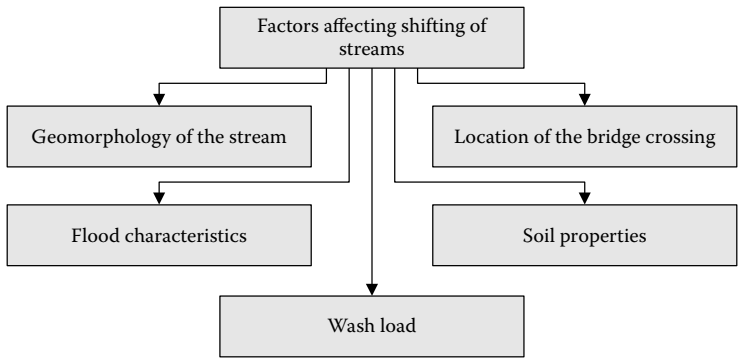 Factors affecting shifting of
streams
Geomorphology of the stream
Location of the bridge crossing
Flood characteristics
Soil properties
Wash load